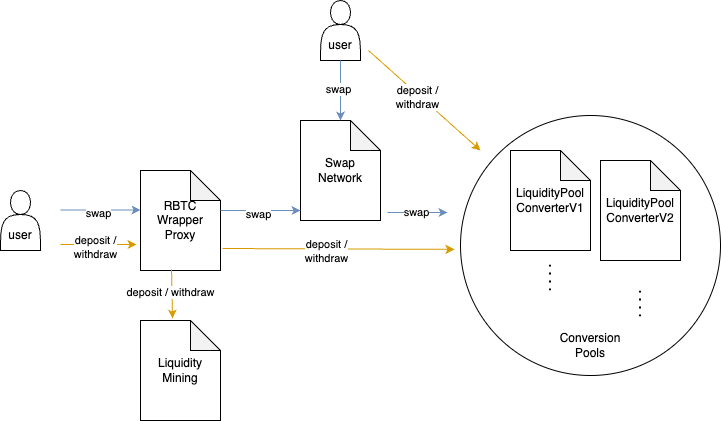 user
swap
deposit /
withdraw
Swap
Network
LiquidityPool
ConverterV1
LiquidityPool
ConverterV2
RBTC
Wrapper
Proxy
swap
swap
swap
user
deposit /
withdraw
deposit /
withdraw
deposit / withdraw
Conversion
Pools
Liquidity
Mining